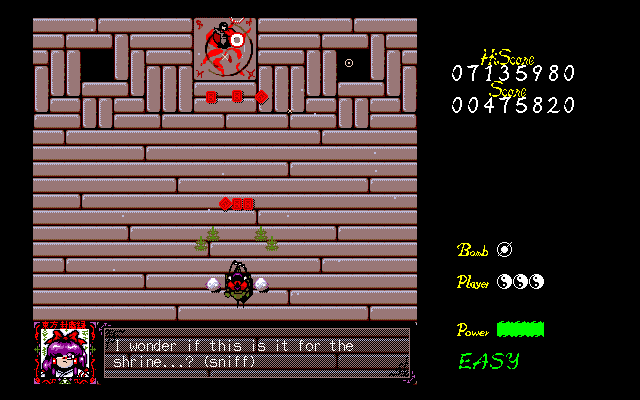 HiScore
07135980
Score
00475820
Bomb
Player
Power
EASY
I wonder if this is it for the
shrine...? (sniff)